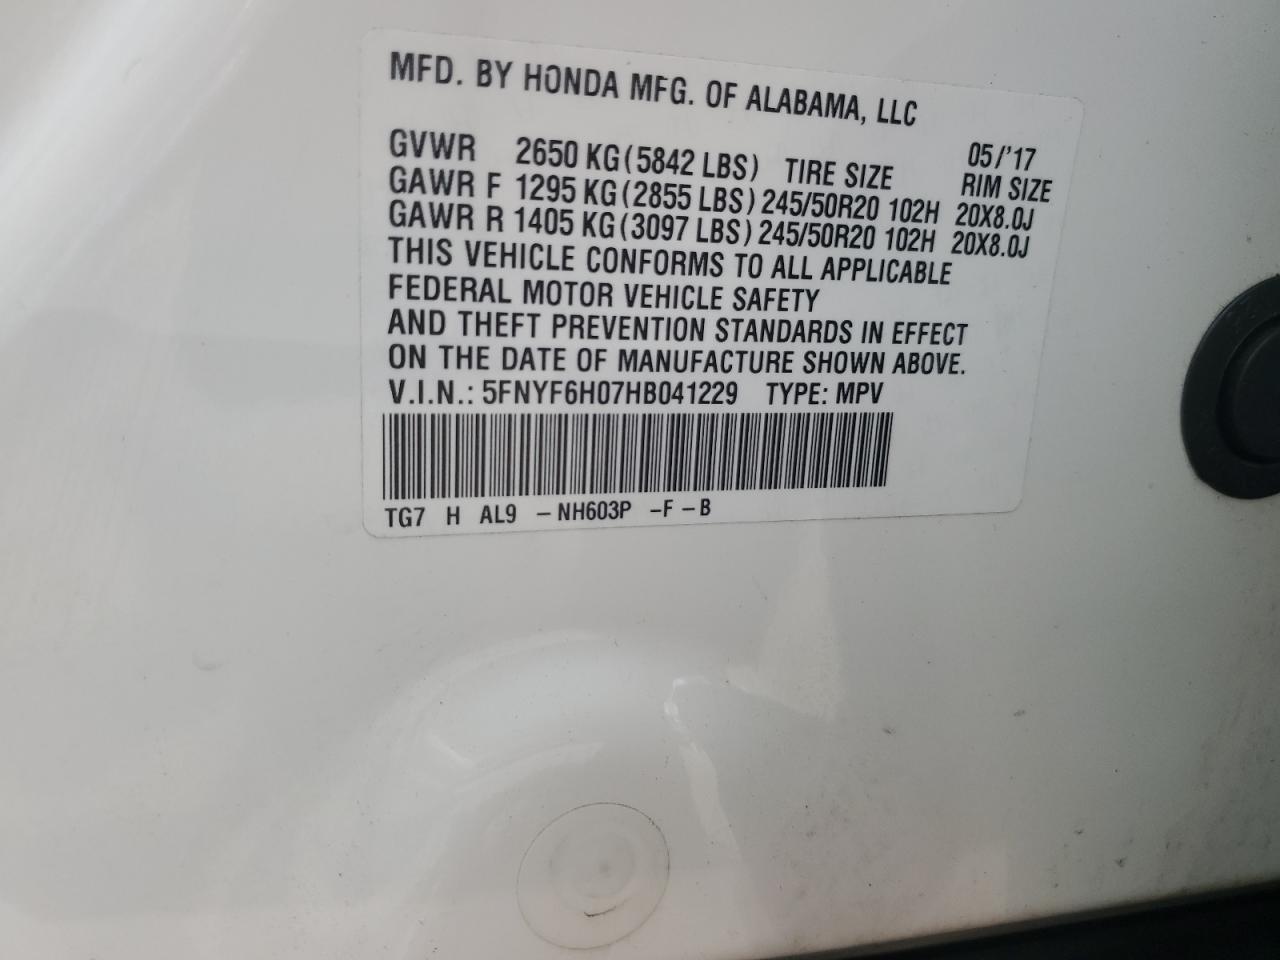 MFD. BY HONDA MFG. OF ALABAMA, LLC
05/'17
GVWR 2650 KG (5842 LBS) TIRE SIZE RIM SIZE
GAWR F 1295 KG (2855 LBS) 245/50R20 102H 20X8.0J
GAWR R 1405 KG (3097 LBS) 245/50R20 102H 20X8.0J
THIS VEHICLE CONFORMS TO ALL APPLICABLE
FEDERAL MOTOR VEHICLE SAFETY
AND THEFT PREVENTION STANDARDS IN EFFECT
ON THE DATE OF MANUFACTURE SHOWN ABOVE.
V.I.N.: 5FNYF6H07HB041229 TYPE: MPV
TG7 H AL9 –NH603P –F –B